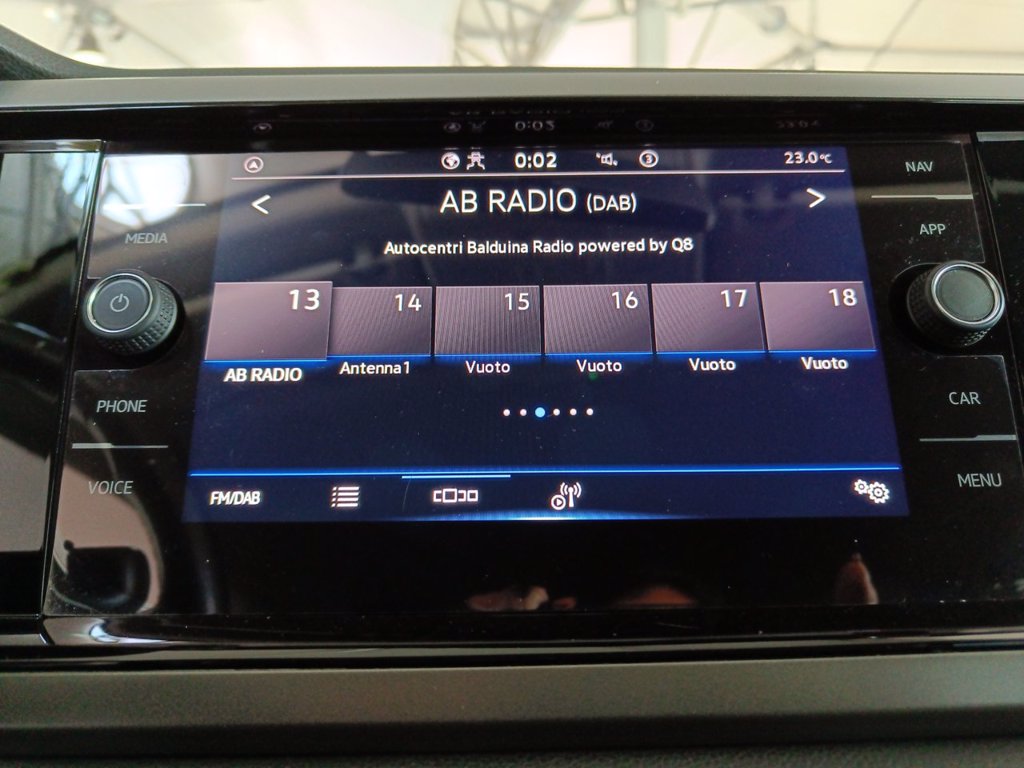 0:02
3
23.0°C
AB RADIO (DAB)
Autocentri Balduina Radio powered by Q8
13 14 15 16 17 18
AB RADIO Antenna1 Vuoto Vuoto Vuoto Vuoto
FM/DAB
MEDIA
PHONE
VOICE
NAV
APP
CAR
MENU